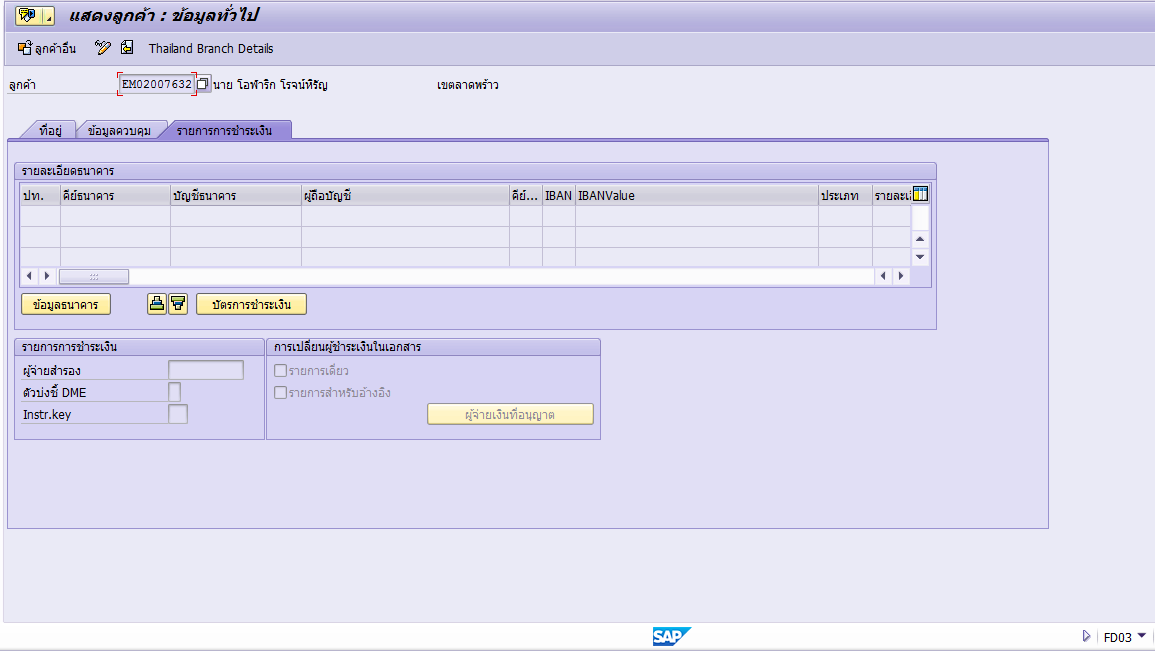 แสดงลูกค้า : ข้อมูลทั่วไป
ลูกค้าอื่น Thailand Branch Details
ลูกค้า EM02007632 นาย โอฬาริก โรจน์หิรัญ เขตลาดพร้าว
ที่อยู่ ข้อมูลควบคุม รายการการชำระเงิน
รายละเอียดธนาคาร
ปท. คีย์ธนาคาร บัญชีธนาคาร ผู้ถือบัญชี คีย์... IBAN IBANValue ประเภท รายละเ
ข้อมูลธนาคาร บัตรการชำระเงิน
รายการการชำระเงิน การเปลี่ยนผู้ชำระเงินในเอกสาร
ผู้จ่ายสำรอง รายการเดี่ยว
ตัวบ่งชี้ DME รายการสำหรับอ้างอิง
Instr.key ผู้จ่ายเงินที่อนุญาต
SAP FD03